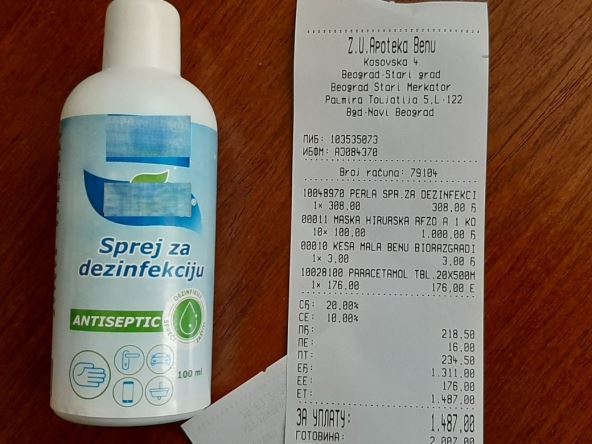 Sprej za
dezinfekciju
ANTISEPTIC
100 ml
Z.U.Apoteka Benu
Kosovska 4
Beograd-Stari grad
Beograd Stari Merkator
Palmira Toljatija 5,L-122
Bgd-Novi Beograd
ПИБ: 103535073
ИБФМ: AJ084370
Broj računa: 79104
10048970 PERLA SPR.ZA DEZINFEKCI
1x 308,00 308,00 Б
00011 MASKA HIRURSKA AFZO A 1 KO
10x 100,00 1.000,00 Б
00010 KESA MALA BENU BIORAZGRADI
1x 3,00 3,00 Б
10028100 PARACETAMOL TBL.20X500M
1x 176,00 176,00 Е
СЂ: 20,00%
СЕ: 10,00%
ПЂ: 218,50
ПЕ: 16,00
ПТ: 234,50
ЕЂ: 1.311,00
ЕЕ: 176,00
ЕТ: 1.487,00
ЗА УПЛАТУ: 1.487,00
ГОТОВИНА: 2.002,00